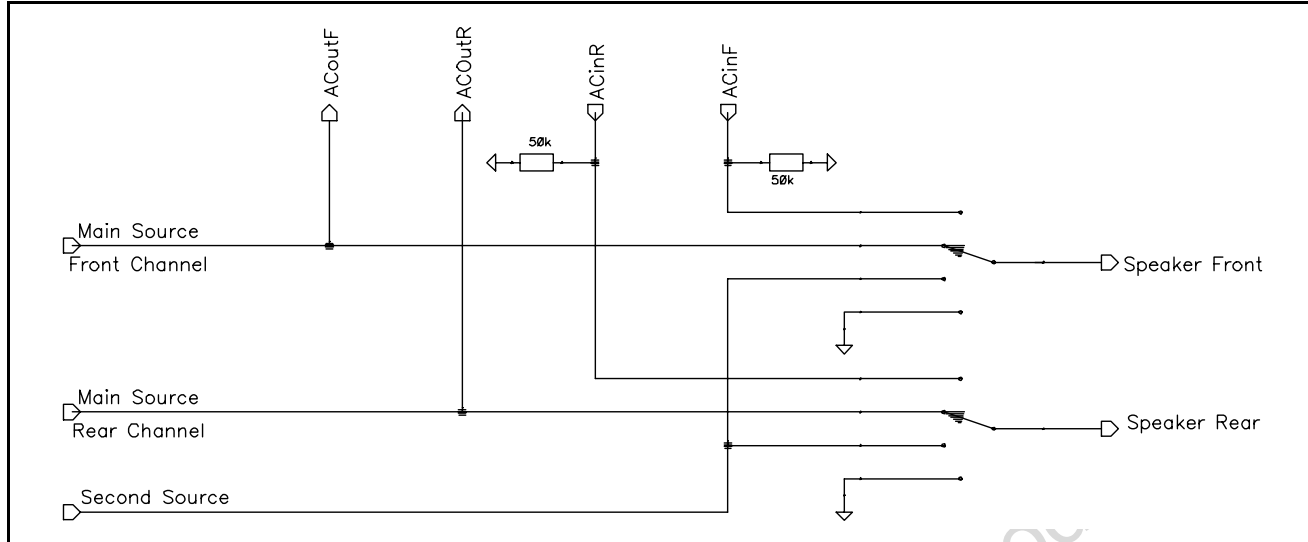 ACoutF
ACOutR
ACinR
ACinF
50k
50k
Main Source
Front Channel
Speaker Front
Main Source
Rear Channel
Speaker Rear
Second Source